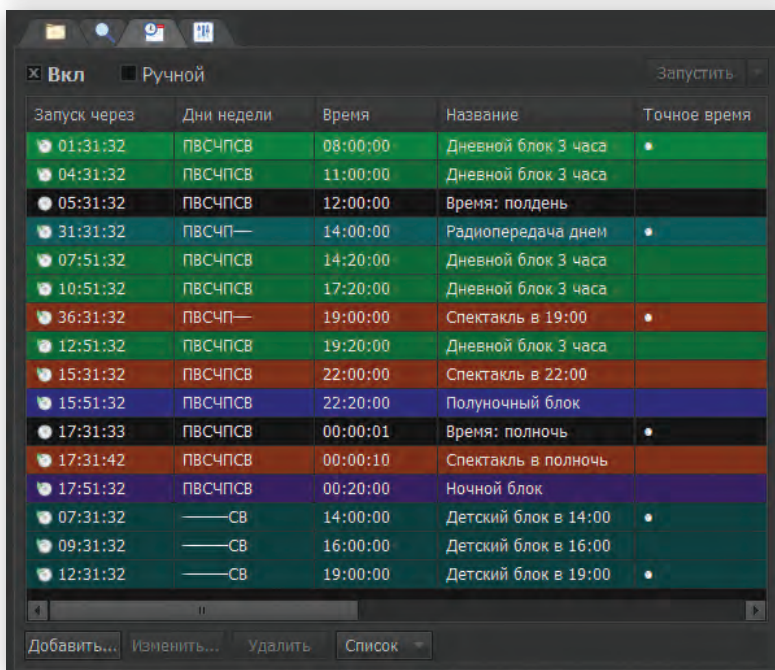 Вкл Ручной Запустить
Запуск через Дни недели Время Название Точное время
01:31:32 ПВСЧПСВ 08:00:00 Дневной блок 3 часа
04:31:32 ПВСЧПСВ 11:00:00 Дневной блок 3 часа
05:31:32 ПВСЧПСВ 12:00:00 Время: полдень
31:31:32 ПВСЧП—— 14:00:00 Радиопередача днем
07:51:32 ПВСЧПСВ 14:20:00 Дневной блок 3 часа
10:51:32 ПВСЧПСВ 17:20:00 Дневной блок 3 часа
36:31:32 ПВСЧП—— 19:00:00 Спектакль в 19:00
12:51:32 ПВСЧПСВ 19:20:00 Дневной блок 3 часа
15:31:32 ПВСЧПСВ 22:00:00 Спектакль в 22:00
15:51:32 ПВСЧПСВ 22:20:00 Полуночный блок
17:31:33 ПВСЧПСВ 00:00:01 Время: полночь
17:31:42 ПВСЧПСВ 00:00:10 Спектакль в полночь
17:51:32 ПВСЧПСВ 00:20:00 Ночной блок
07:31:32 —————СВ 14:00:00 Детский блок в 14:00
09:31:32 —————СВ 16:00:00 Детский блок в 16:00
12:31:32 —————СВ 19:00:00 Детский блок в 19:00
Добавить... Изменить... Удалить Список